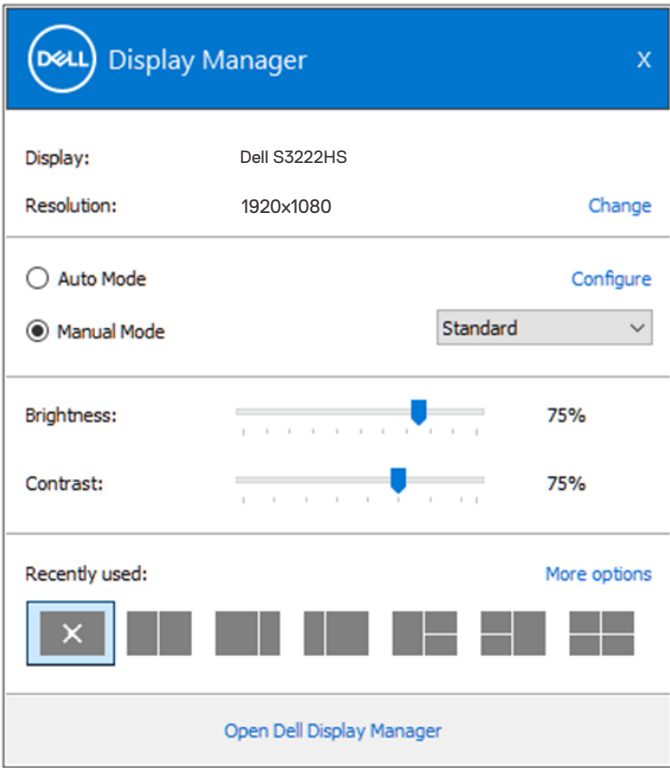 DELL Display Manager X
Display: Dell S3222HS
Resolution: 1920x1080 Change
Auto Mode Configure
Manual Mode Standard
Brightness: 75%
Contrast: 75%
Recently used: More options
Open Dell Display Manager